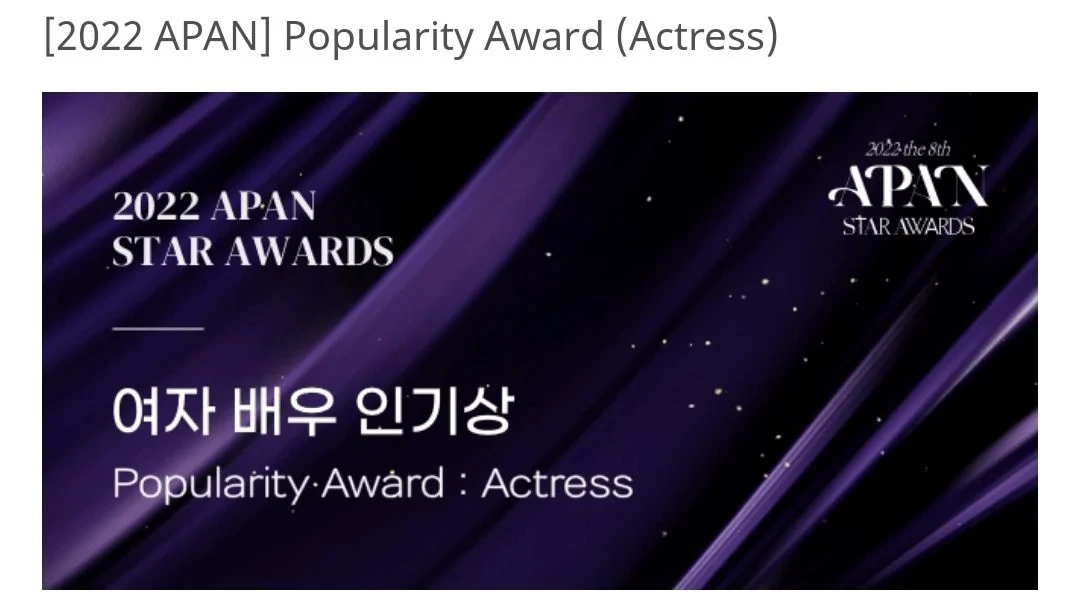 [2022 APAN] Popularity Award (Actress)
2022 the 8th
APAN
STAR AWARDS
2022 APAN
STAR AWARDS
여자 배우 인기상
Popularity Award : Actress